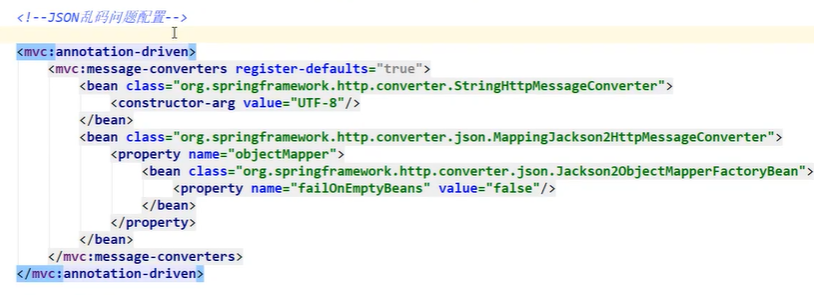 <!--JSON乱码问题配置-->
<mvc:annotation-driven>
<mvc:message-converters register-defaults="true">
<bean class="org.springframework.http.converter.StringHttpMessageConverter">
<constructor-arg value="UTF-8"/>
</bean>
<bean class="org.springframework.http.converter.json.MappingJackson2HttpMessageConverter">
<property name="objectMapper">
<bean class="org.springframework.http.converter.json.Jackson2ObjectMapperFactoryBean">
<property name="failOnEmptyBeans" value="false"/>
</bean>
</property>
</bean>
</mvc:message-converters>
</mvc:annotation-driven>